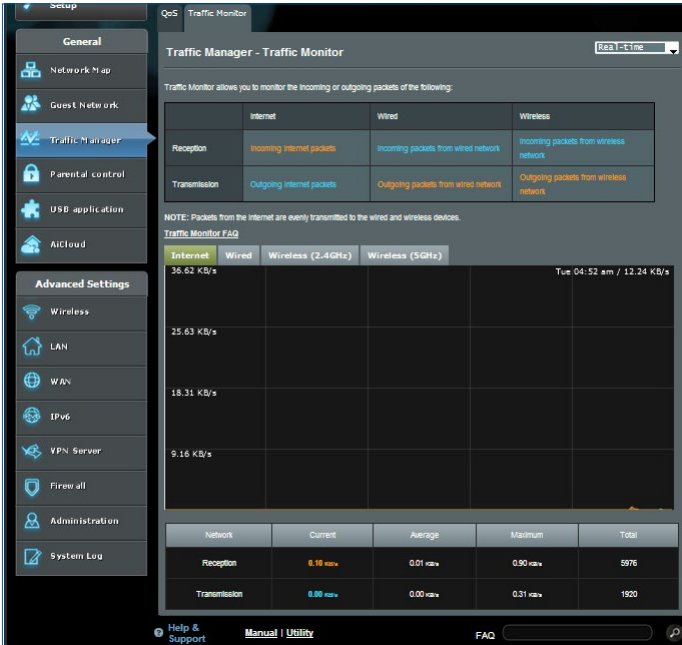 Setup
QoS Traffic Monitor
General
Network Map
Guest Network
Traffic Manager
Parental control
USB application
AiCloud
Advanced Settings
Wireless
LAN
WAN
IPv6
VPN Server
Firewall
Administration
System Log
Traffic Manager - Traffic Monitor
Real-time
Traffic Monitor allows you to monitor the incoming or outgoing packets of the following:
Internet Wired Wireless
Reception Incoming internet packets Incoming packets from wired network Incoming packets from wireless network
Transmission Outgoing internet packets Outgoing packets from wired network Outgoing packets from wireless network
NOTE: Packets from the internet are evenly transmitted to the wired and wireless devices.
Traffic Monitor FAQ
Internet Wired Wireless (2.4GHz) Wireless (5GHz)
36.62 KB/s Tue 04:52 am / 12.24 KB/s
25.63 KB/s
18.31 KB/s
9.16 KB/s
Network Current Average Maximum Total
Reception 0.10 KB/s 0.01 KB/s 0.90 KB/s 5976
Transmission 0.00 KB/s 0.00 KB/s 0.31 KB/s 1920
Help & Support Manual | Utility FAQ